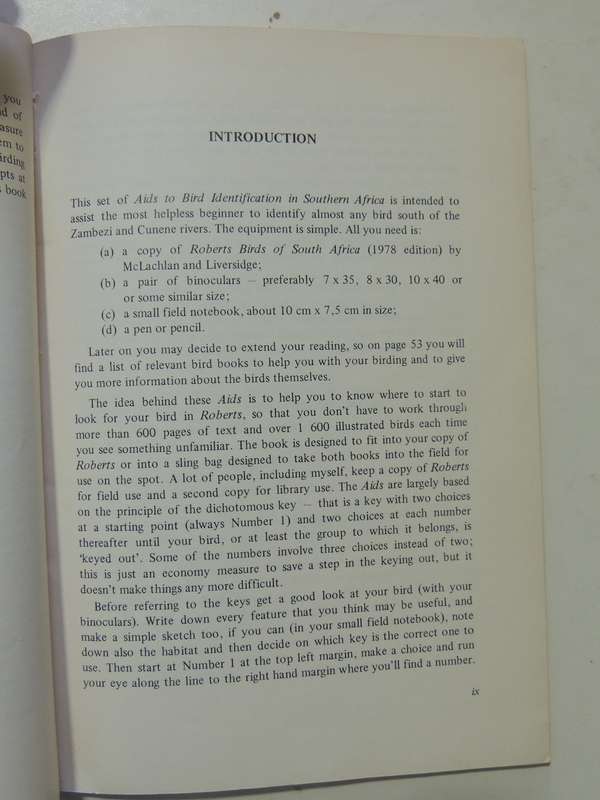 you
d of
asure
em to
irding
pts at
book
INTRODUCTION
This set of Aids to Bird Identification in Southern Africa is intended to
assist the most helpless beginner to identify almost any bird south of the
Zambezi and Cunene rivers. The equipment is simple. All you need is:
(a) a copy of Roberts Birds of South Africa (1978 edition) by
McLachlan and Liversidge;
(b) a pair of binoculars – preferably 7 x 35, 8 x 30, 10 x 40 or
or some similar size;
(c) a small field notebook, about 10 cm x 7,5 cm in size;
(d) a pen or pencil.
Later on you may decide to extend your reading, so on page 53 you will
find a list of relevant bird books to help you with your birding and to give
you more information about the birds themselves.
The idea behind these Aids is to help you to know where to start to
look for your bird in Roberts, so that you don't have to work through
more than 600 pages of text and over 1 600 illustrated birds each time
you see something unfamiliar. The book is designed to fit into your copy of
Roberts or into a sling bag designed to take both books into the field for
use on the spot. A lot of people, including myself, keep a copy of Roberts
for field use and a second copy for library use. The Aids are largely based
on the principle of the dichotomous key – that is a key with two choices
at a starting point (always Number 1) and two choices at each number
thereafter until your bird, or at least the group to which it belongs, is
'keyed out'. Some of the numbers involve three choices instead of two;
this is just an economy measure to save a step in the keying out, but it
doesn't make things any more difficult.
Before referring to the keys get a good look at your bird (with your
binoculars). Write down every feature that you think may be useful, and
make a simple sketch too, if you can (in your small field notebook), note
down also the habitat and then decide on which key is the correct one to
use. Then start at Number 1 at the top left margin, make a choice and run
your eye along the line to the right hand margin where you'll find a number.
ix